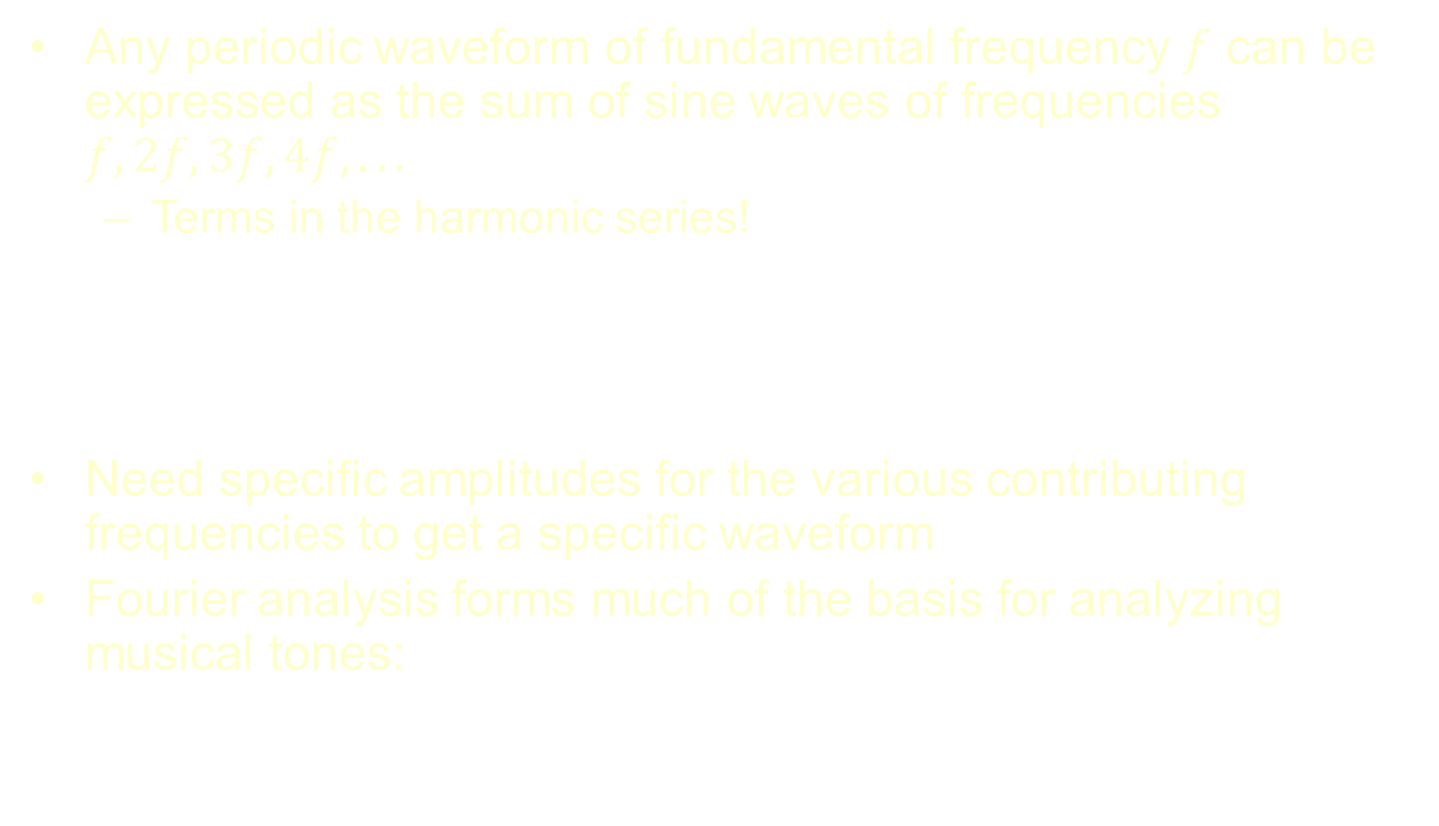 • Any periodic waveform of fundamental frequency 𝑓 can be
expressed as the sum of sine waves of frequencies
𝑓, 2𝑓, 3𝑓, 4𝑓, …
– Terms in the harmonic series!
• Need specific amplitudes for the various contributing
frequencies to get a specific waveform
• Fourier analysis forms much of the basis for analyzing
musical tones: